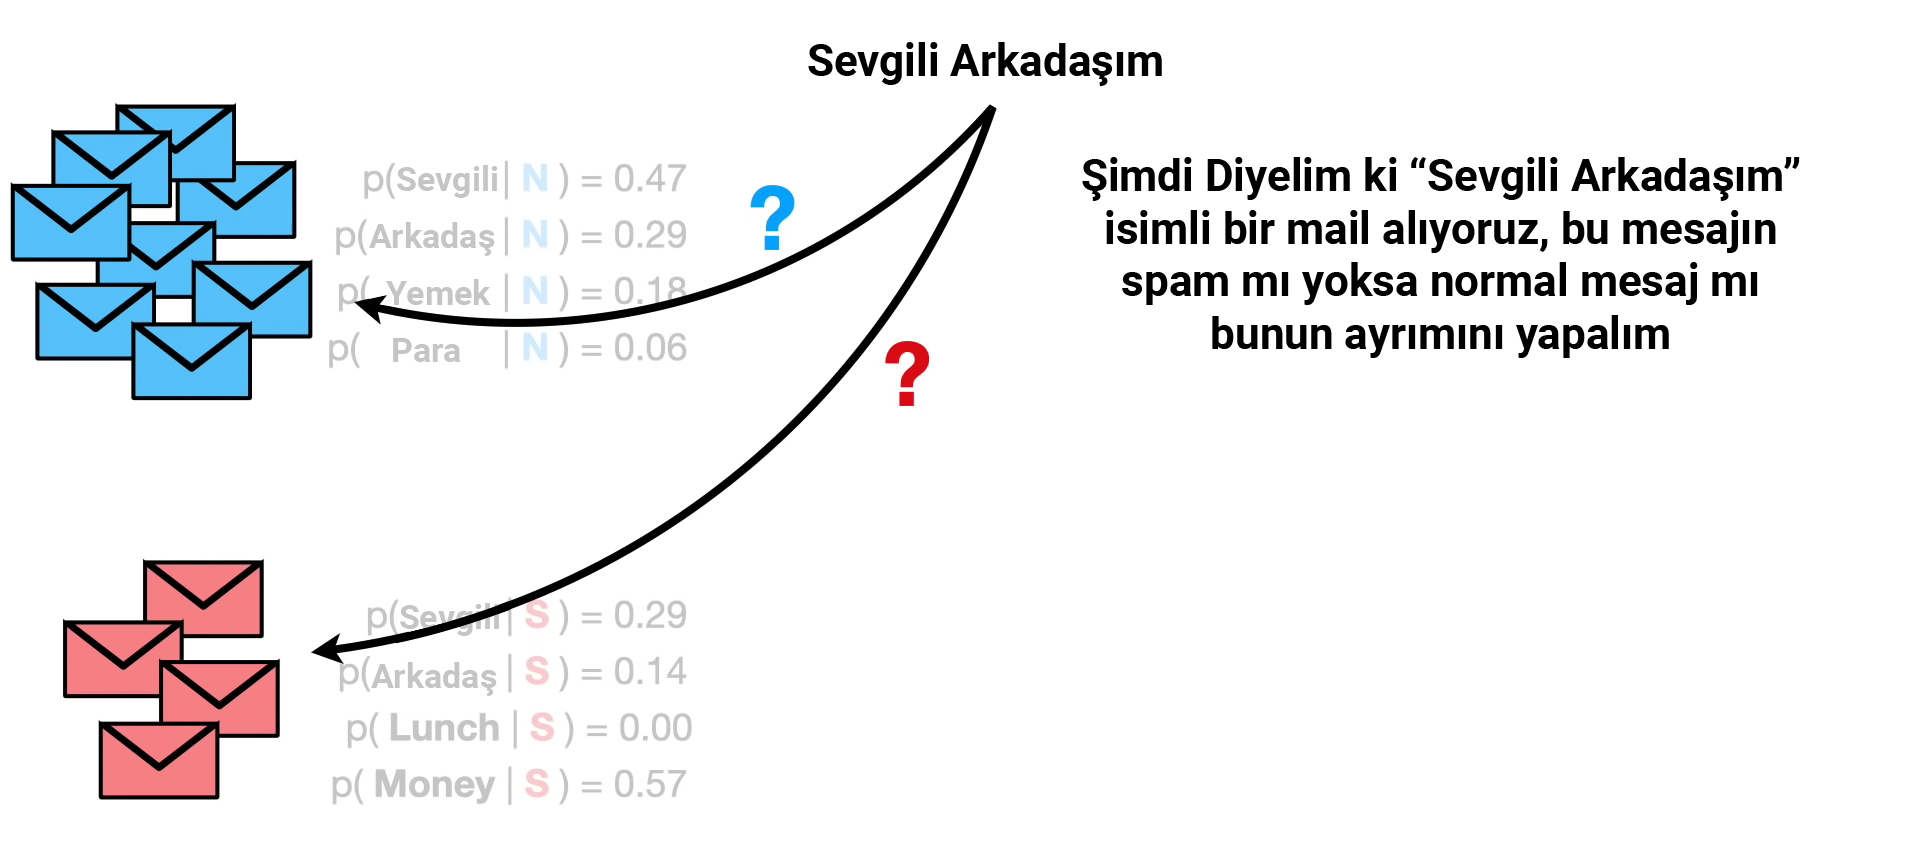 Sevgili Arkadaşım
p(Sevgili| N ) = 0.47
p(Arkadaş | N ) = 0.29
p( Yemek | N ) = 0.18
p( Para | N ) = 0.06
?
?
Şimdi Diyelim ki “Sevgili Arkadaşım”
isimli bir mail alıyoruz, bu mesajın
spam mı yoksa normal mesaj mı
bunun ayrımını yapalım
p(Sevgili| S ) = 0.29
p(Arkadaş | S ) = 0.14
p( Lunch | S ) = 0.00
p( Money | S ) = 0.57